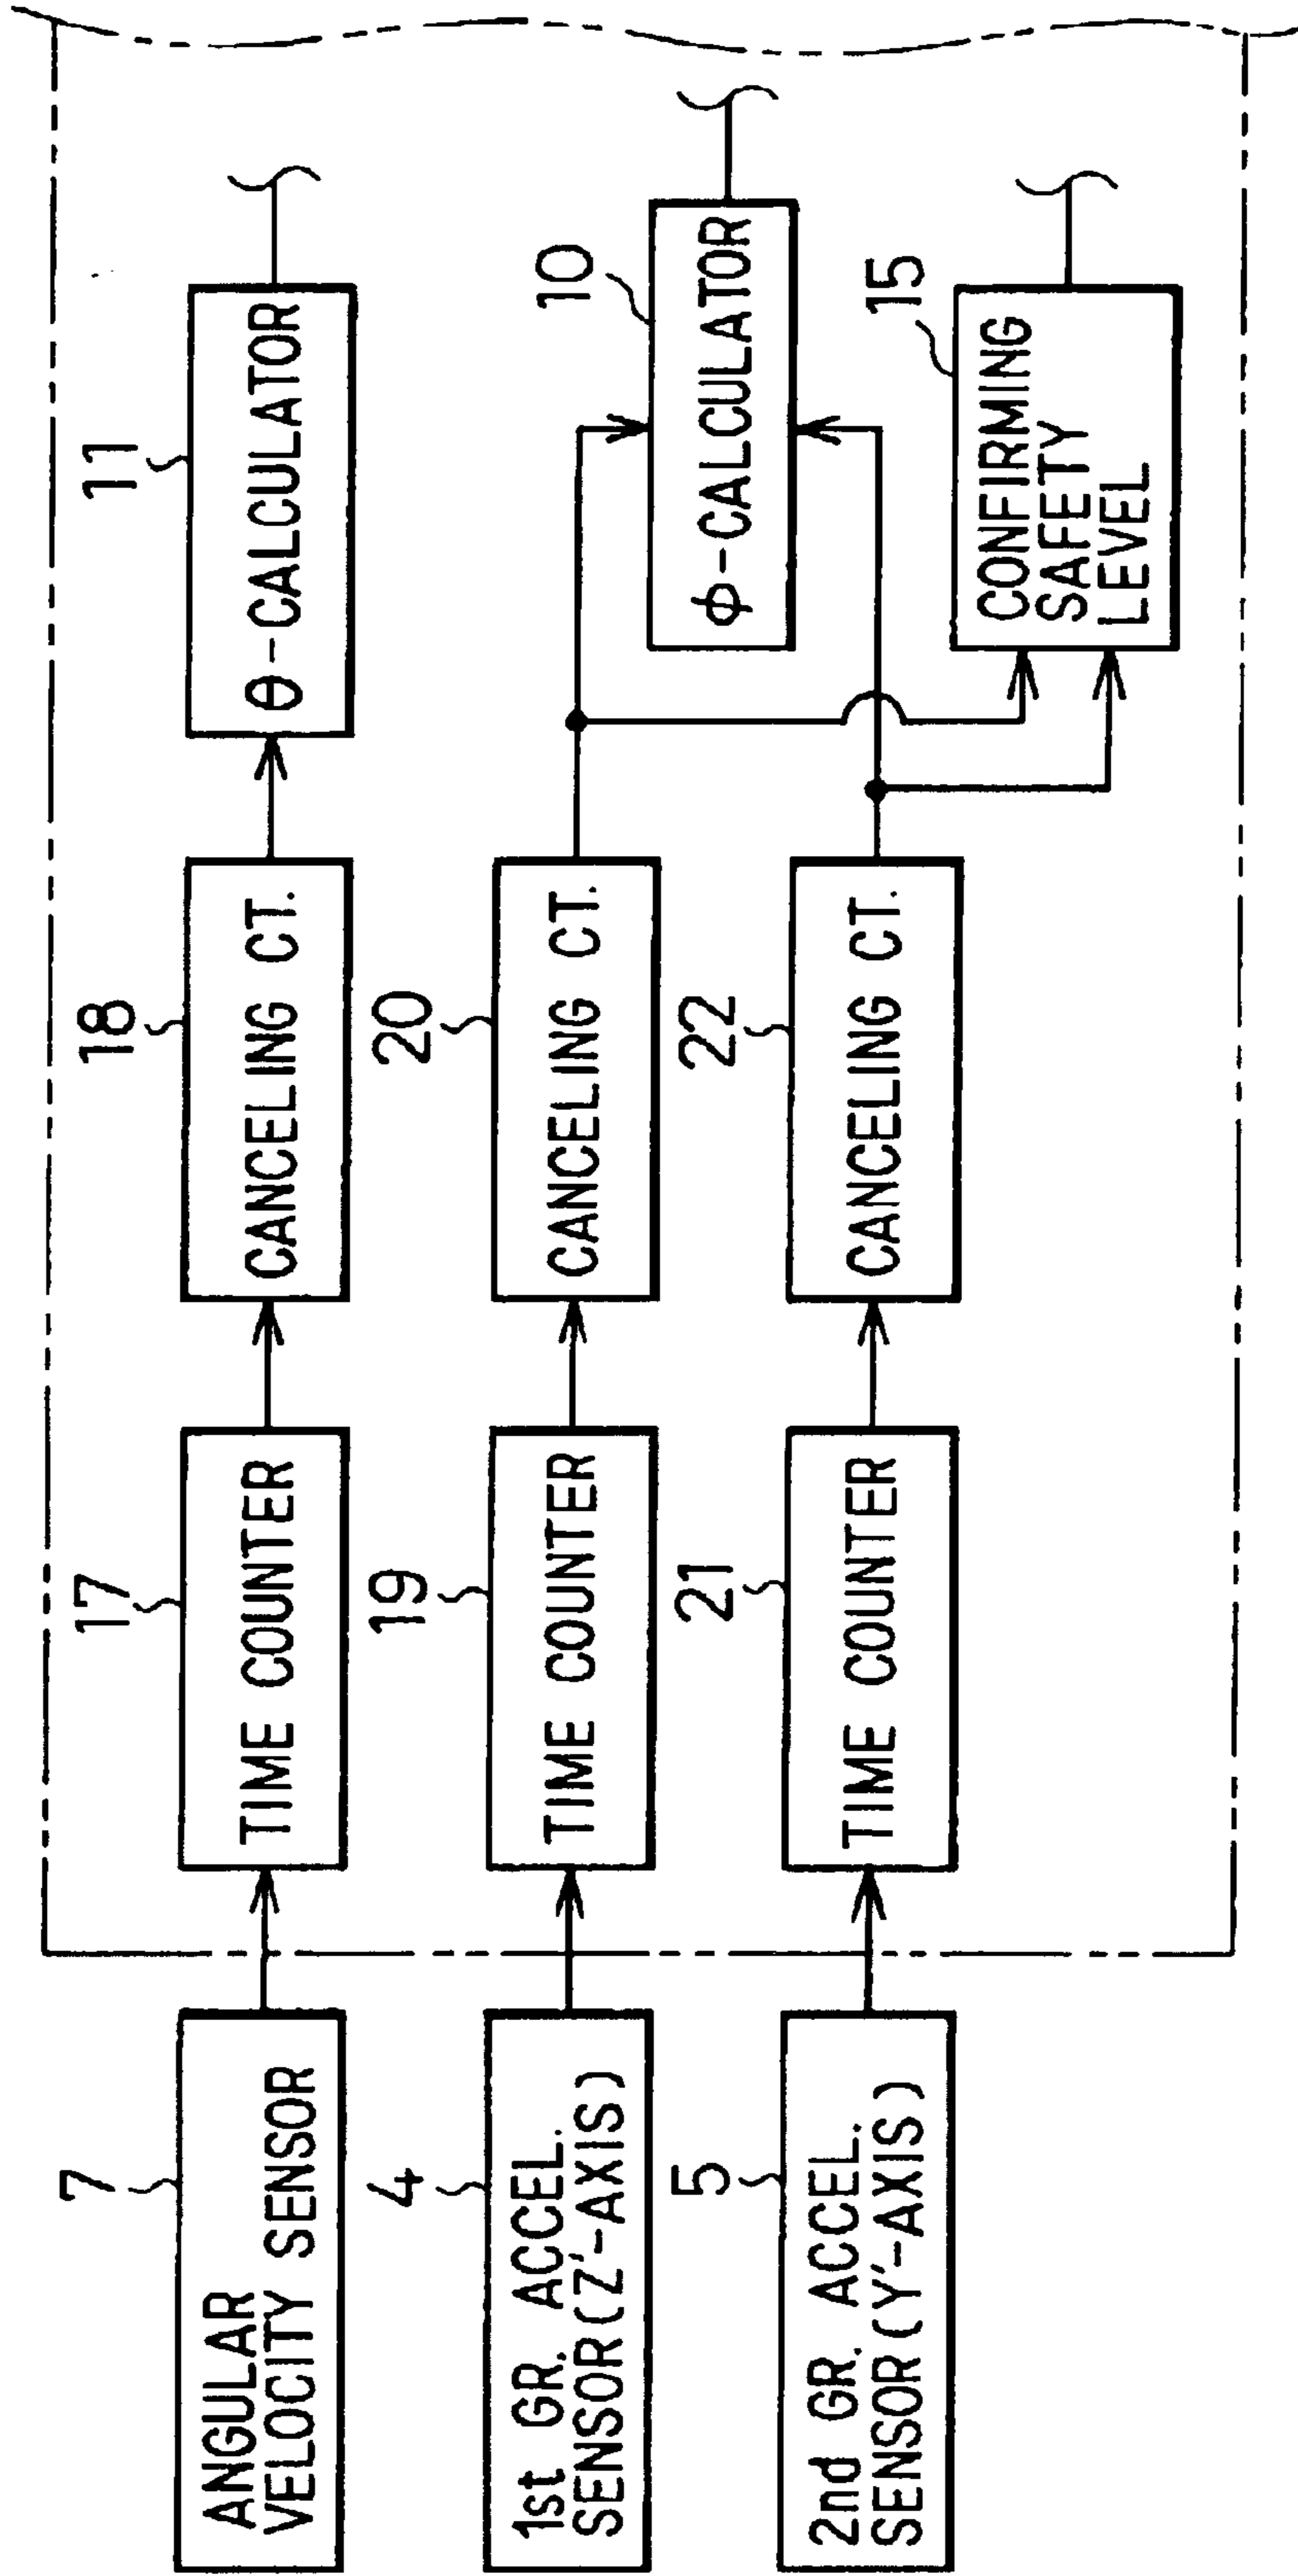 7
ANGULAR
VELOCITY SENSOR
17
TIME COUNTER
18
CANCELING CT.
11
θ-CALCULATOR
4
1st GR. ACCEL.
SENSOR(Z'-AXIS)
19
TIME COUNTER
20
CANCELING CT.
10
ϕ-CALCULATOR
5
2nd GR. ACCEL.
SENSOR(Y'-AXIS)
21
TIME COUNTER
22
CANCELING CT.
15
CONFIRMING
SAFETY
LEVEL